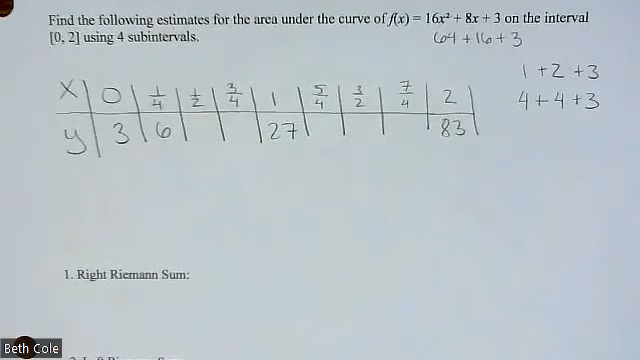 Find the following estimates for the area under the curve of f(x) = 16x² + 8x + 3 on the interval
[0, 2] using 4 subintervals.
64 + 16 + 3
1 + 2 + 3
4 + 4 + 3
x 0 1/4 1/2 3/4 1 5/4 3/2 7/4 2
y 3 6 27 83
1. Right Riemann Sum:
Beth Cole